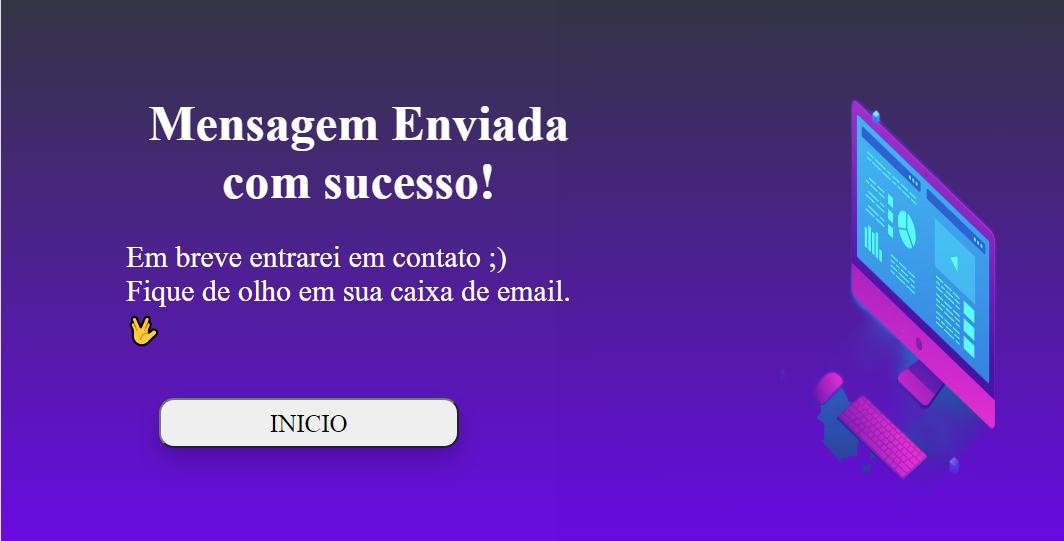 Mensagem Enviada
com sucesso!
Em breve entrarei em contato ;)
Fique de olho em sua caixa de email.
🖖
INICIO